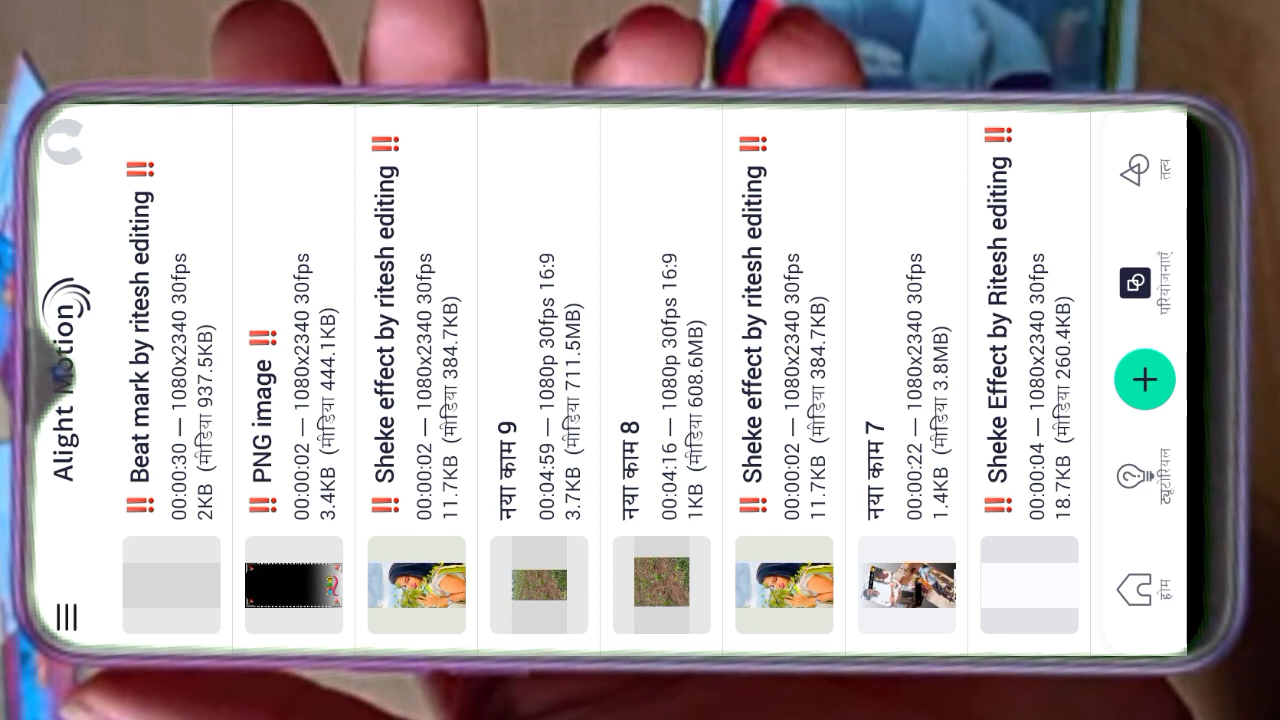 Alight Motion
‼️ Beat mark by ritesh editing ‼️
00:00:30 — 1080x2340 30fps
2KB (मीडिया 937.5KB)
‼️ PNG image ‼️
00:00:02 — 1080x2340 30fps
3.4KB (मीडिया 444.1KB)
‼️ Sheke effect by ritesh editing ‼️
00:00:02 — 1080x2340 30fps
11.7KB (मीडिया 384.7KB)
नया काम 9
00:04:59 — 1080p 30fps 16:9
3.7KB (मीडिया 711.5MB)
नया काम 8
00:04:16 — 1080p 30fps 16:9
1KB (मीडिया 608.6MB)
‼️ Sheke effect by ritesh editing ‼️
00:00:02 — 1080x2340 30fps
11.7KB (मीडिया 384.7KB)
नया काम 7
00:00:22 — 1080x2340 30fps
1.4KB (मीडिया 3.8MB)
‼️ Sheke Effect by Ritesh editing ‼️
00:00:04 — 1080x2340 30fps
18.7KB (मीडिया 260.4KB)
होम
ट्यूटोरियल
परियोजनाएँ
तत्व